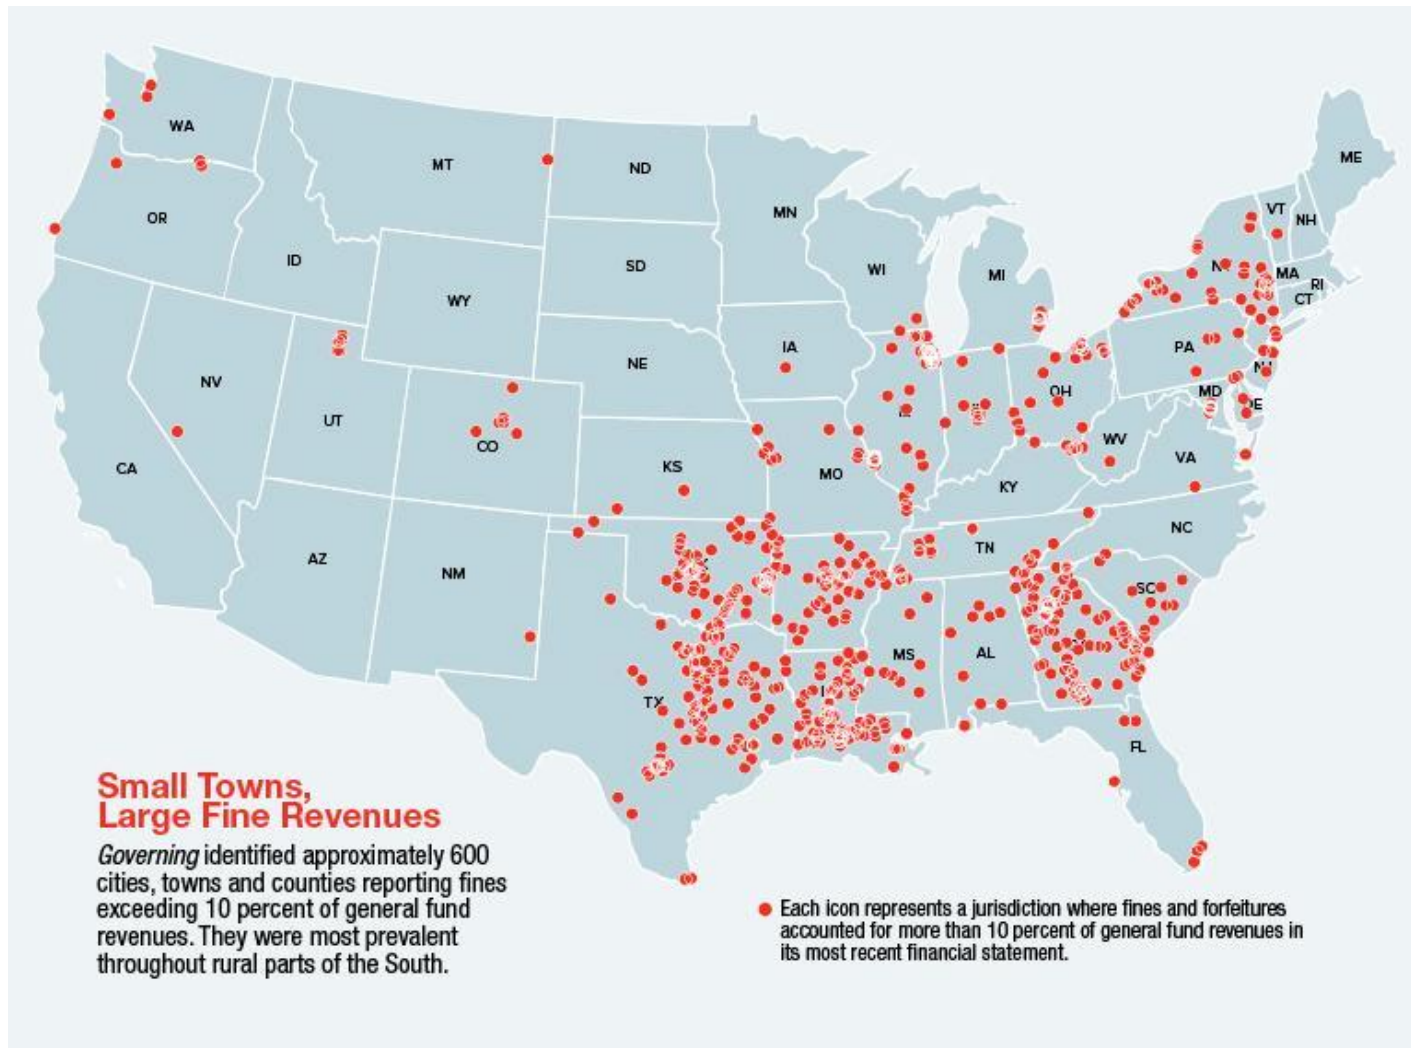 WA
MT
ND
MN
ME
OR
ID
SD
WI
MI
VT
NH
MA
RI
CT
WY
IA
NE
PA
NV
UT
CO
OH
MD
DE
CA
KS
MO
WV
VA
KY
AZ
NM
TN
NC
SC
TX
MS
AL
FL
Small Towns,
Large Fine Revenues
Governing identified approximately 600
cities, towns and counties reporting fines
exceeding 10 percent of general fund
revenues. They were most prevalent
throughout rural parts of the South.
Each icon represents a jurisdiction where fines and forfeitures
accounted for more than 10 percent of general fund revenues in
its most recent financial statement.